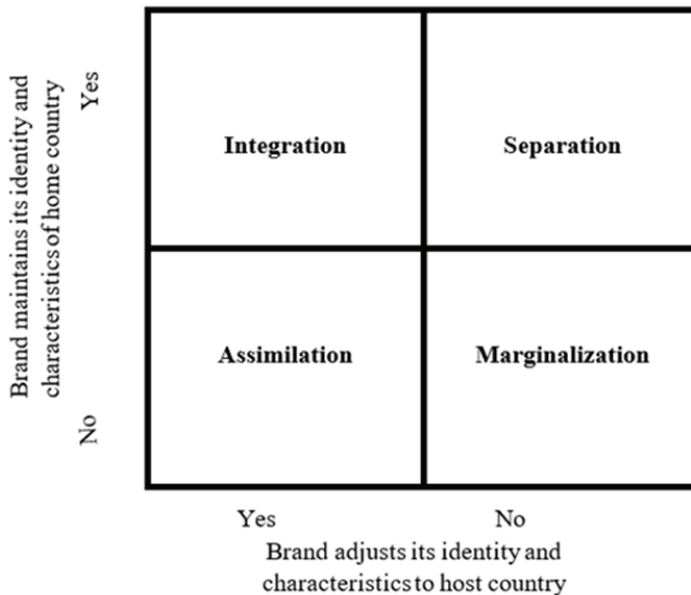 Brand maintains its identity and
characteristics of home country
Yes
No
Integration
Separation
Assimilation
Marginalization
Yes
No
Brand adjusts its identity and
characteristics to host country